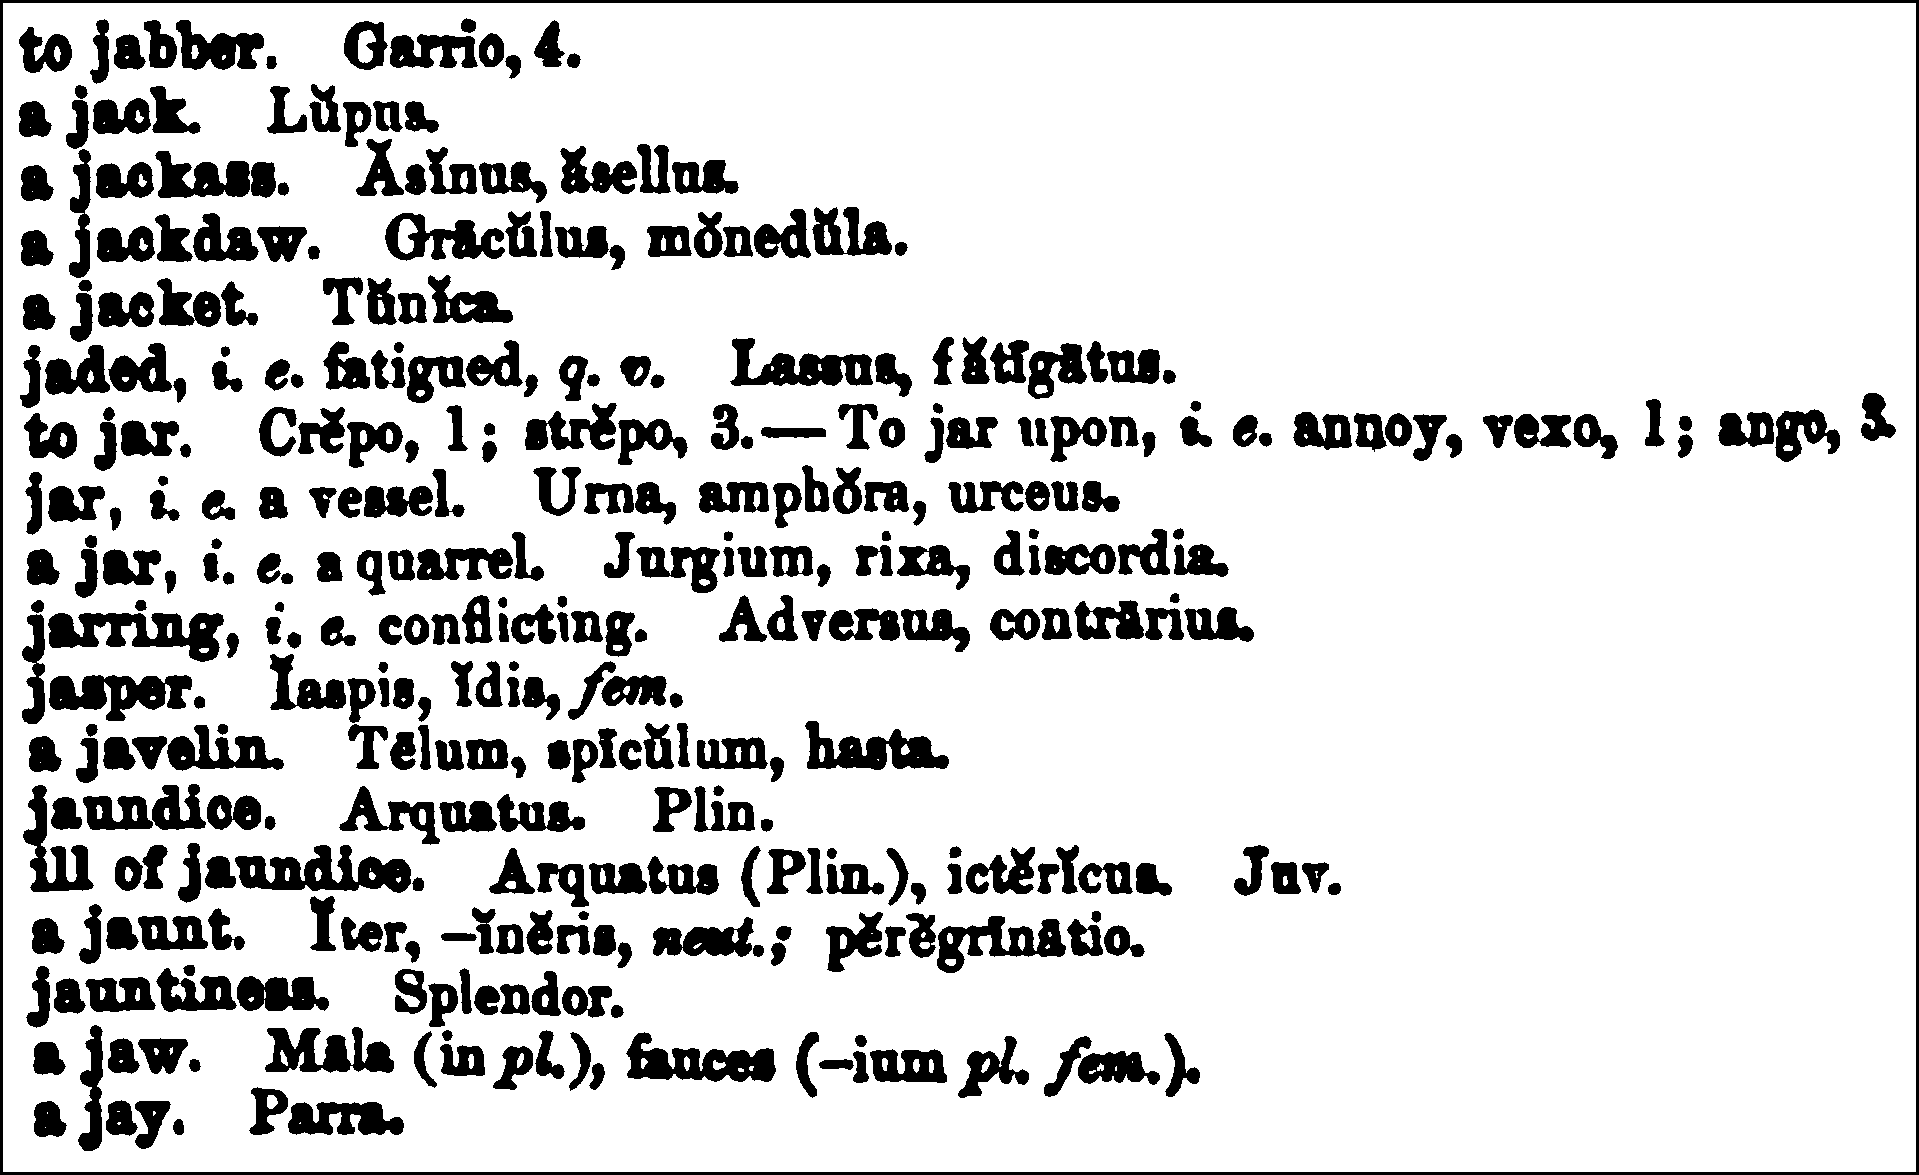 to jabber. Garrio, 4.
a jack. Lŭpus.
a jackass. Ăsĭnus, ăsellus.
a jackdaw. Grācŭlus, mŏnedŭla.
a jacket. Tŭnĭca.
jaded, i. e. fatigued, q. v. Lassus, fătīgātus.
to jar. Crĕpo, 1; strĕpo, 3.—To jar upon, i. e. annoy, vexo, 1; ango, 3.
jar, i. e. a vessel. Urna, amphŏra, urceus.
a jar, i. e. a quarrel. Jurgium, rixa, discordia.
jarring, i. e. conflicting. Adversus, contrārius.
jasper. Ĭaspis, ĭdis, fem.
a javelin. Tēlum, spīcŭlum, hasta.
jaundice. Arquatus. Plin.
ill of jaundice. Arquatus (Plin.), ictĕrĭcus. Juv.
a jaunt. Ĭter, –ĭnĕris, neut.; pĕrĕgrīnātio.
jauntiness. Splendor.
a jaw. Māla (in pl.), fauces (–ium pl. fem.).
a jay. Parra.